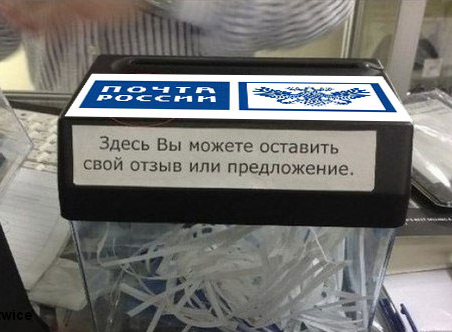 ПОЧТА
РОССИИ
Здесь Вы можете оставить
свой отзыв или предложение.